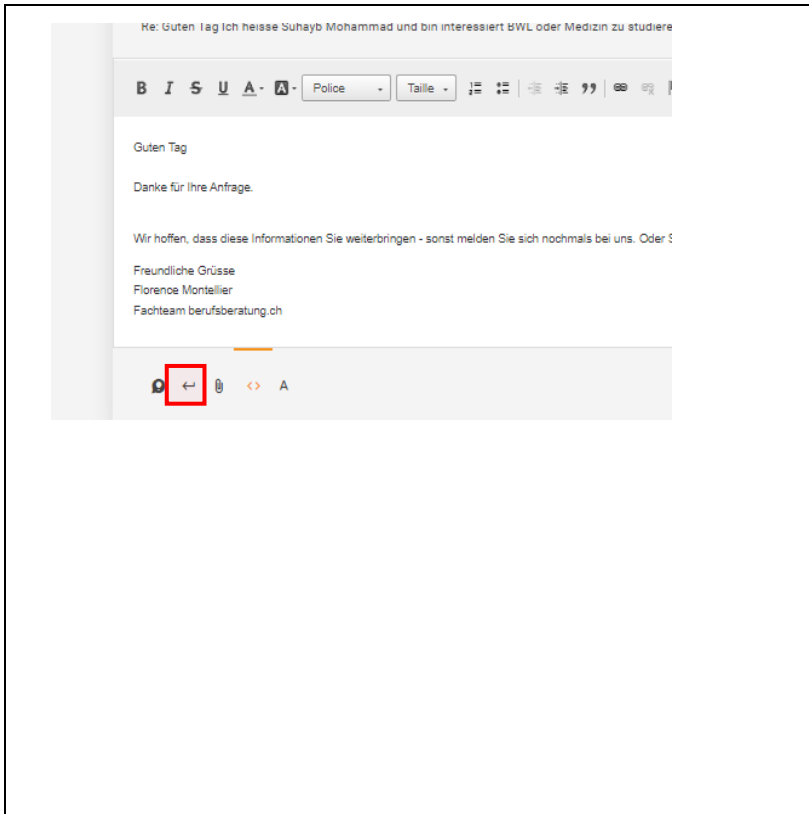 Re: Guten Tag Ich heisse Suhayb Mohammad und bin interessiert BWL oder Medizin zu studiere
B I S U A A Police Taille
Guten Tag
Danke für Ihre Anfrage.
Wir hoffen, dass diese Informationen Sie weiterbringen - sonst melden Sie sich nochmals bei uns. Oder S
Freundliche Grüsse
Florence Montellier
Fachteam berufsberatung.ch
A